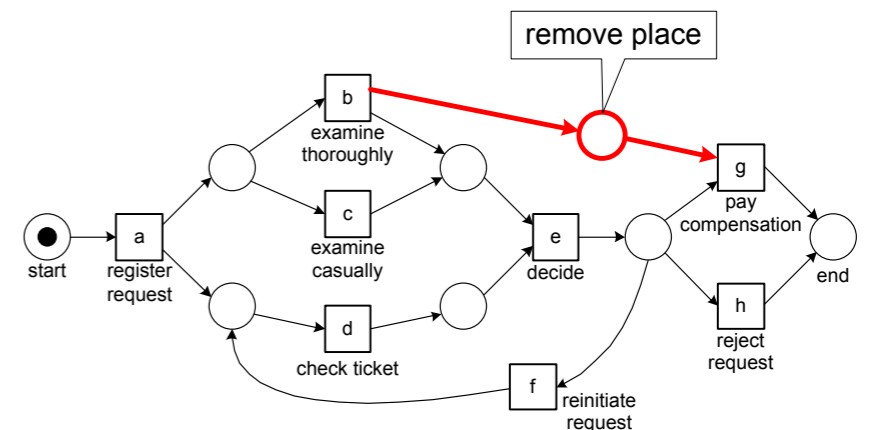 remove place
b
examine
thoroughly
c
examine
casually
start
a
register
request
d
check ticket
e
decide
f
reinitiate
request
g
pay
compensation
h
reject
request
end